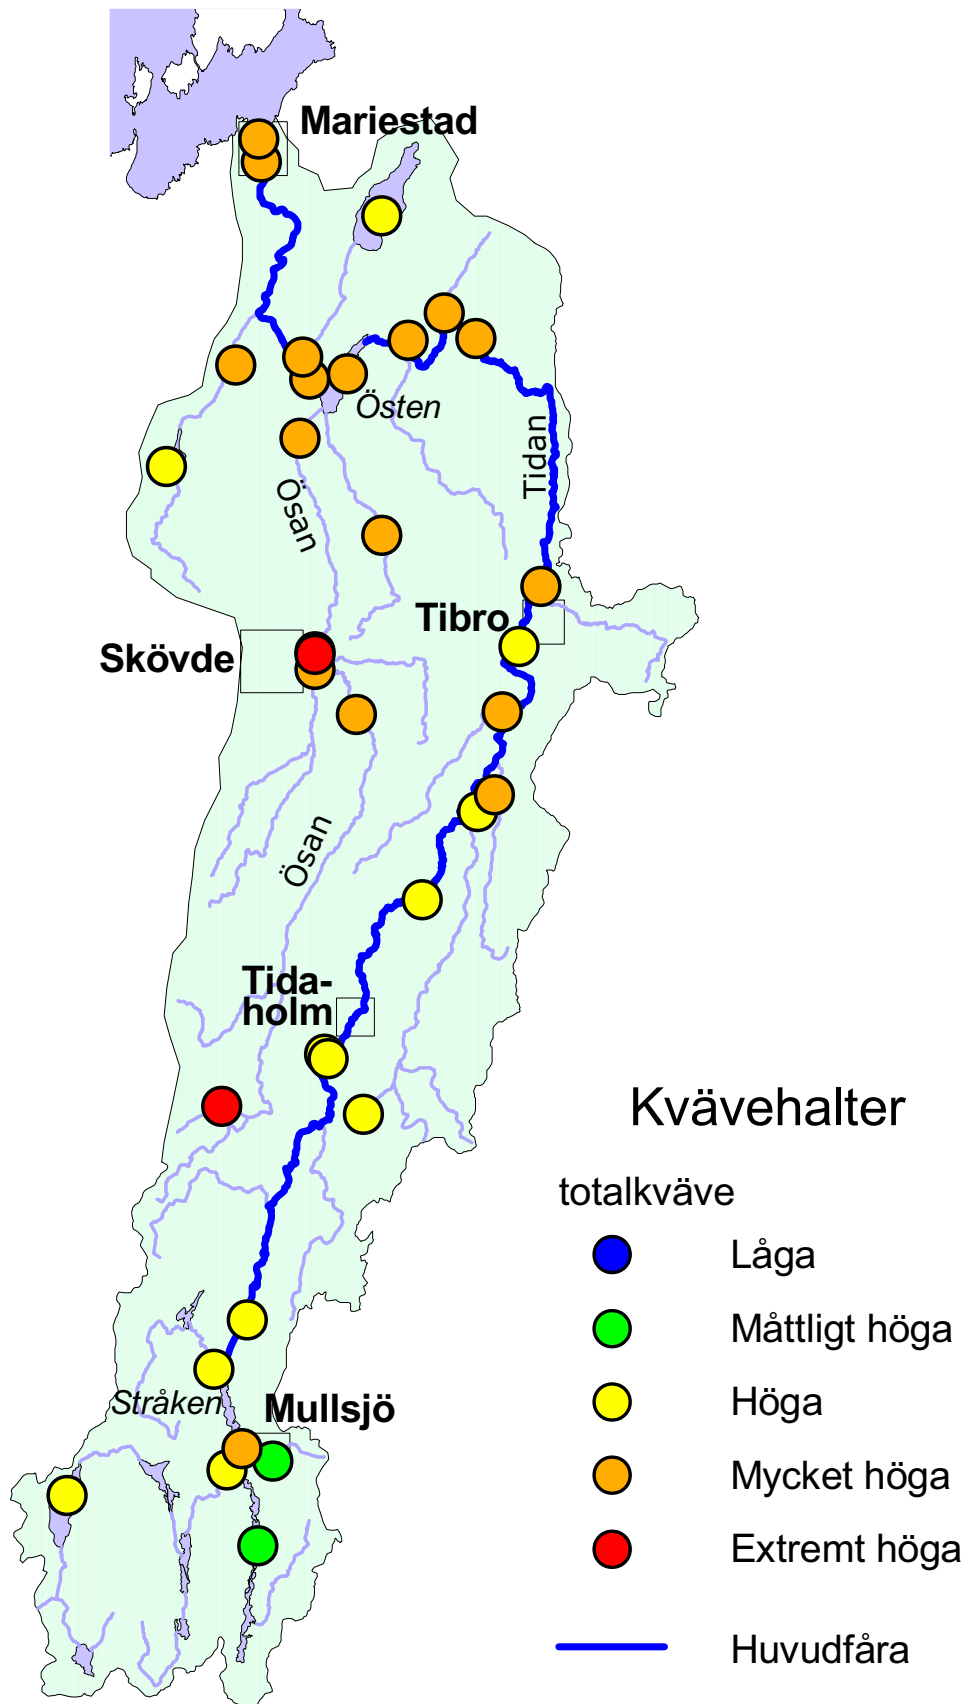 Mariestad
Östen
Tidan
Ösan
Tibro
Skövde
Ösan
Tida-
holm
Kvävehalter
totalkväve
Låga
Måttligt höga
Höga
Mycket höga
Extremt höga
Huvudfåra
Stråken
Mullsjö